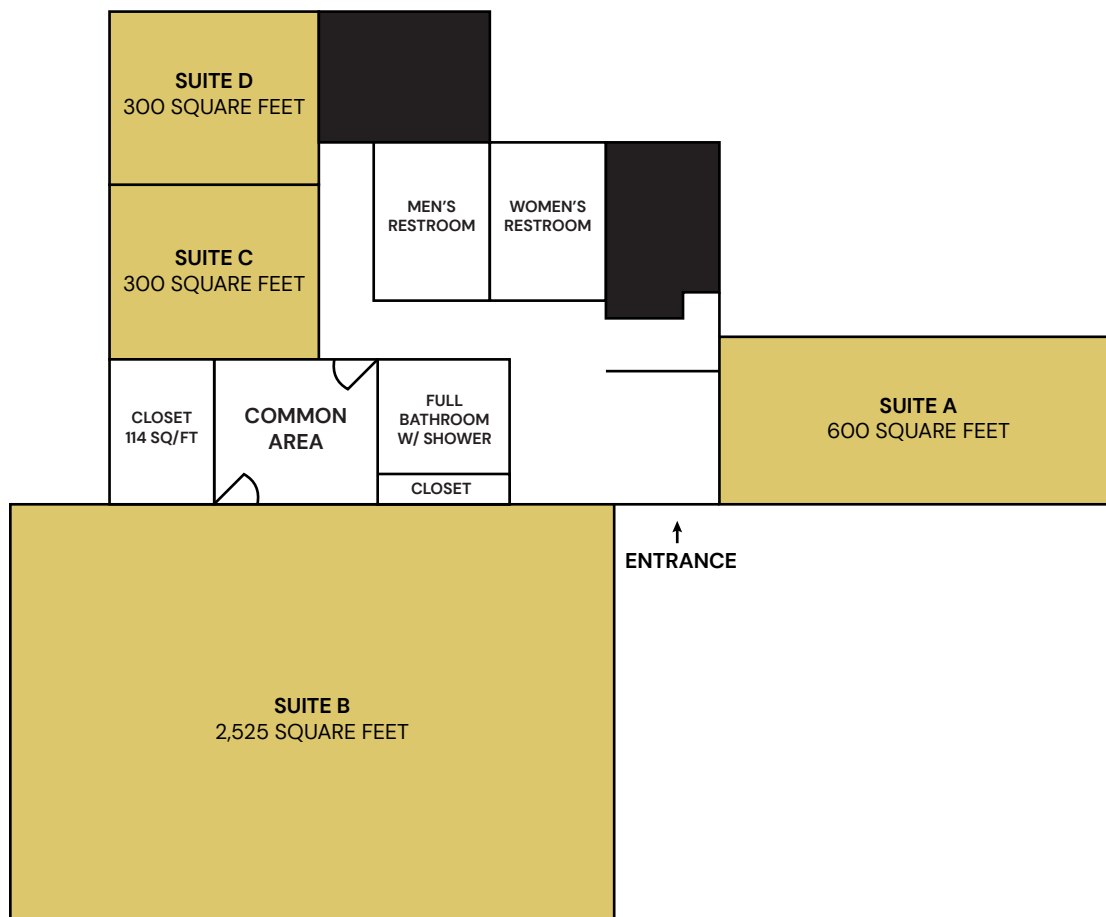 SUITE D
300 SQUARE FEET
MEN’S
RESTROOM
WOMEN’S
RESTROOM
SUITE C
300 SQUARE FEET
CLOSET
114 SQ/FT
COMMON
AREA
FULL
BATHROOM
W/ SHOWER
CLOSET
SUITE A
600 SQUARE FEET
ENTRANCE
SUITE B
2,525 SQUARE FEET